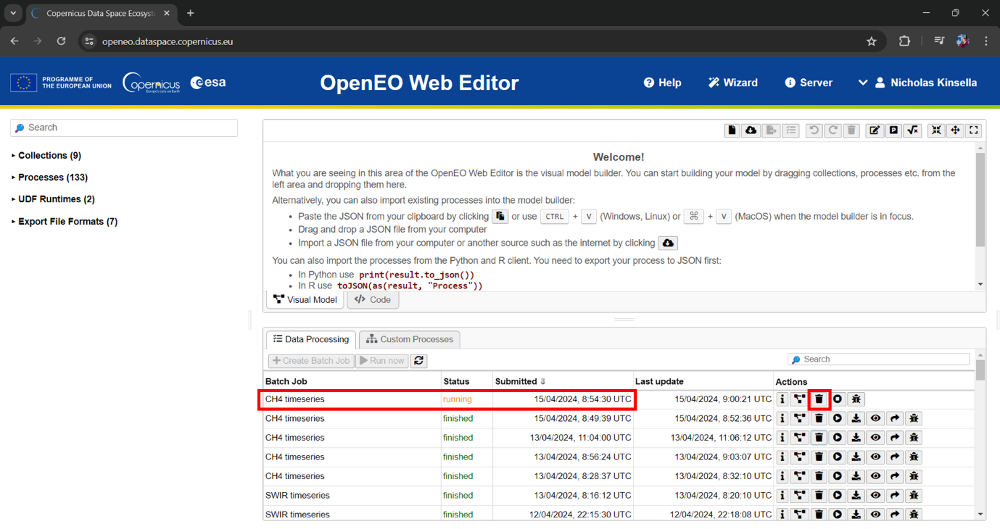 Copernicus Data Space Ecosyst
openeo.dataspace.copernicus.eu
PROGRAMME OF
THE EUROPEAN UNION
opernicus
Europe's eyes on Earth
esa
OpenEO Web Editor
Help
Wizard
Server
Nicholas Kinsella
Search
Collections (9)
Processes (133)
UDF Runtimes (2)
Export File Formats (7)
Welcome!
What you are seeing in this area of the OpenEO Web Editor is the visual model builder. You can start building your model by dragging collections, processes etc. from the
left area and dropping them here.
Alternatively, you can also import existing processes into the model builder:
• Paste the JSON from your clipboard by clicking or use CTRL + V (Windows, Linux) or ⌘ + V (MacOS) when the model builder is in focus.
• Drag and drop a JSON file from your computer
• Import a JSON file from your computer or another source such as the internet by clicking
You can also import the processes from the Python and R client. You need to export your process to JSON first:
• In Python use print(result.to_json())
• In R use toJSON(as(result, "Process"))
Visual Model </> Code
Data Processing Custom Processes
+ Create Batch Job Run now Search
Batch Job Status Submitted ⇓ Last update Actions
CH4 timeseries running 15/04/2024, 8:54:30 UTC 15/04/2024, 9:00:21 UTC
CH4 timeseries finished 15/04/2024, 8:49:39 UTC 15/04/2024, 8:52:36 UTC
CH4 timeseries finished 13/04/2024, 11:04:00 UTC 13/04/2024, 11:06:12 UTC
CH4 timeseries finished 13/04/2024, 8:56:24 UTC 13/04/2024, 9:03:07 UTC
CH4 timeseries finished 13/04/2024, 8:28:37 UTC 13/04/2024, 8:32:10 UTC
SWIR timeseries finished 13/04/2024, 8:16:12 UTC 13/04/2024, 8:20:10 UTC
SWIR timeseries finished 12/04/2024, 22:15:30 UTC 12/04/2024, 22:18:08 UTC